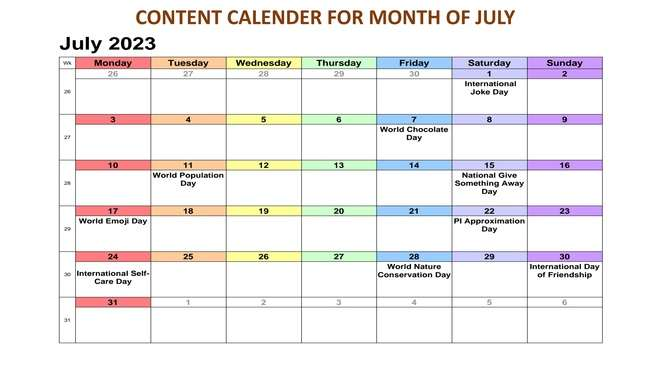 CONTENT CALENDER FOR MONTH OF JULY
July 2023
Wk Monday Tuesday Wednesday Thursday Friday Saturday Sunday
26 27 28 29 30 1 2
26
International
Joke Day
3 4 5 6 7 8 9
27
World Chocolate
Day
10 11 12 13 14 15 16
28
World Population
Day
National Give
Something Away
Day
17 18 19 20 21 22 23
29
World Emoji Day
PI Approximation
Day
24 25 26 27 28 29 30
30
International Self-
Care Day
World Nature
Conservation Day
International Day
of Friendship
31 1 2 3 4 5 6
31